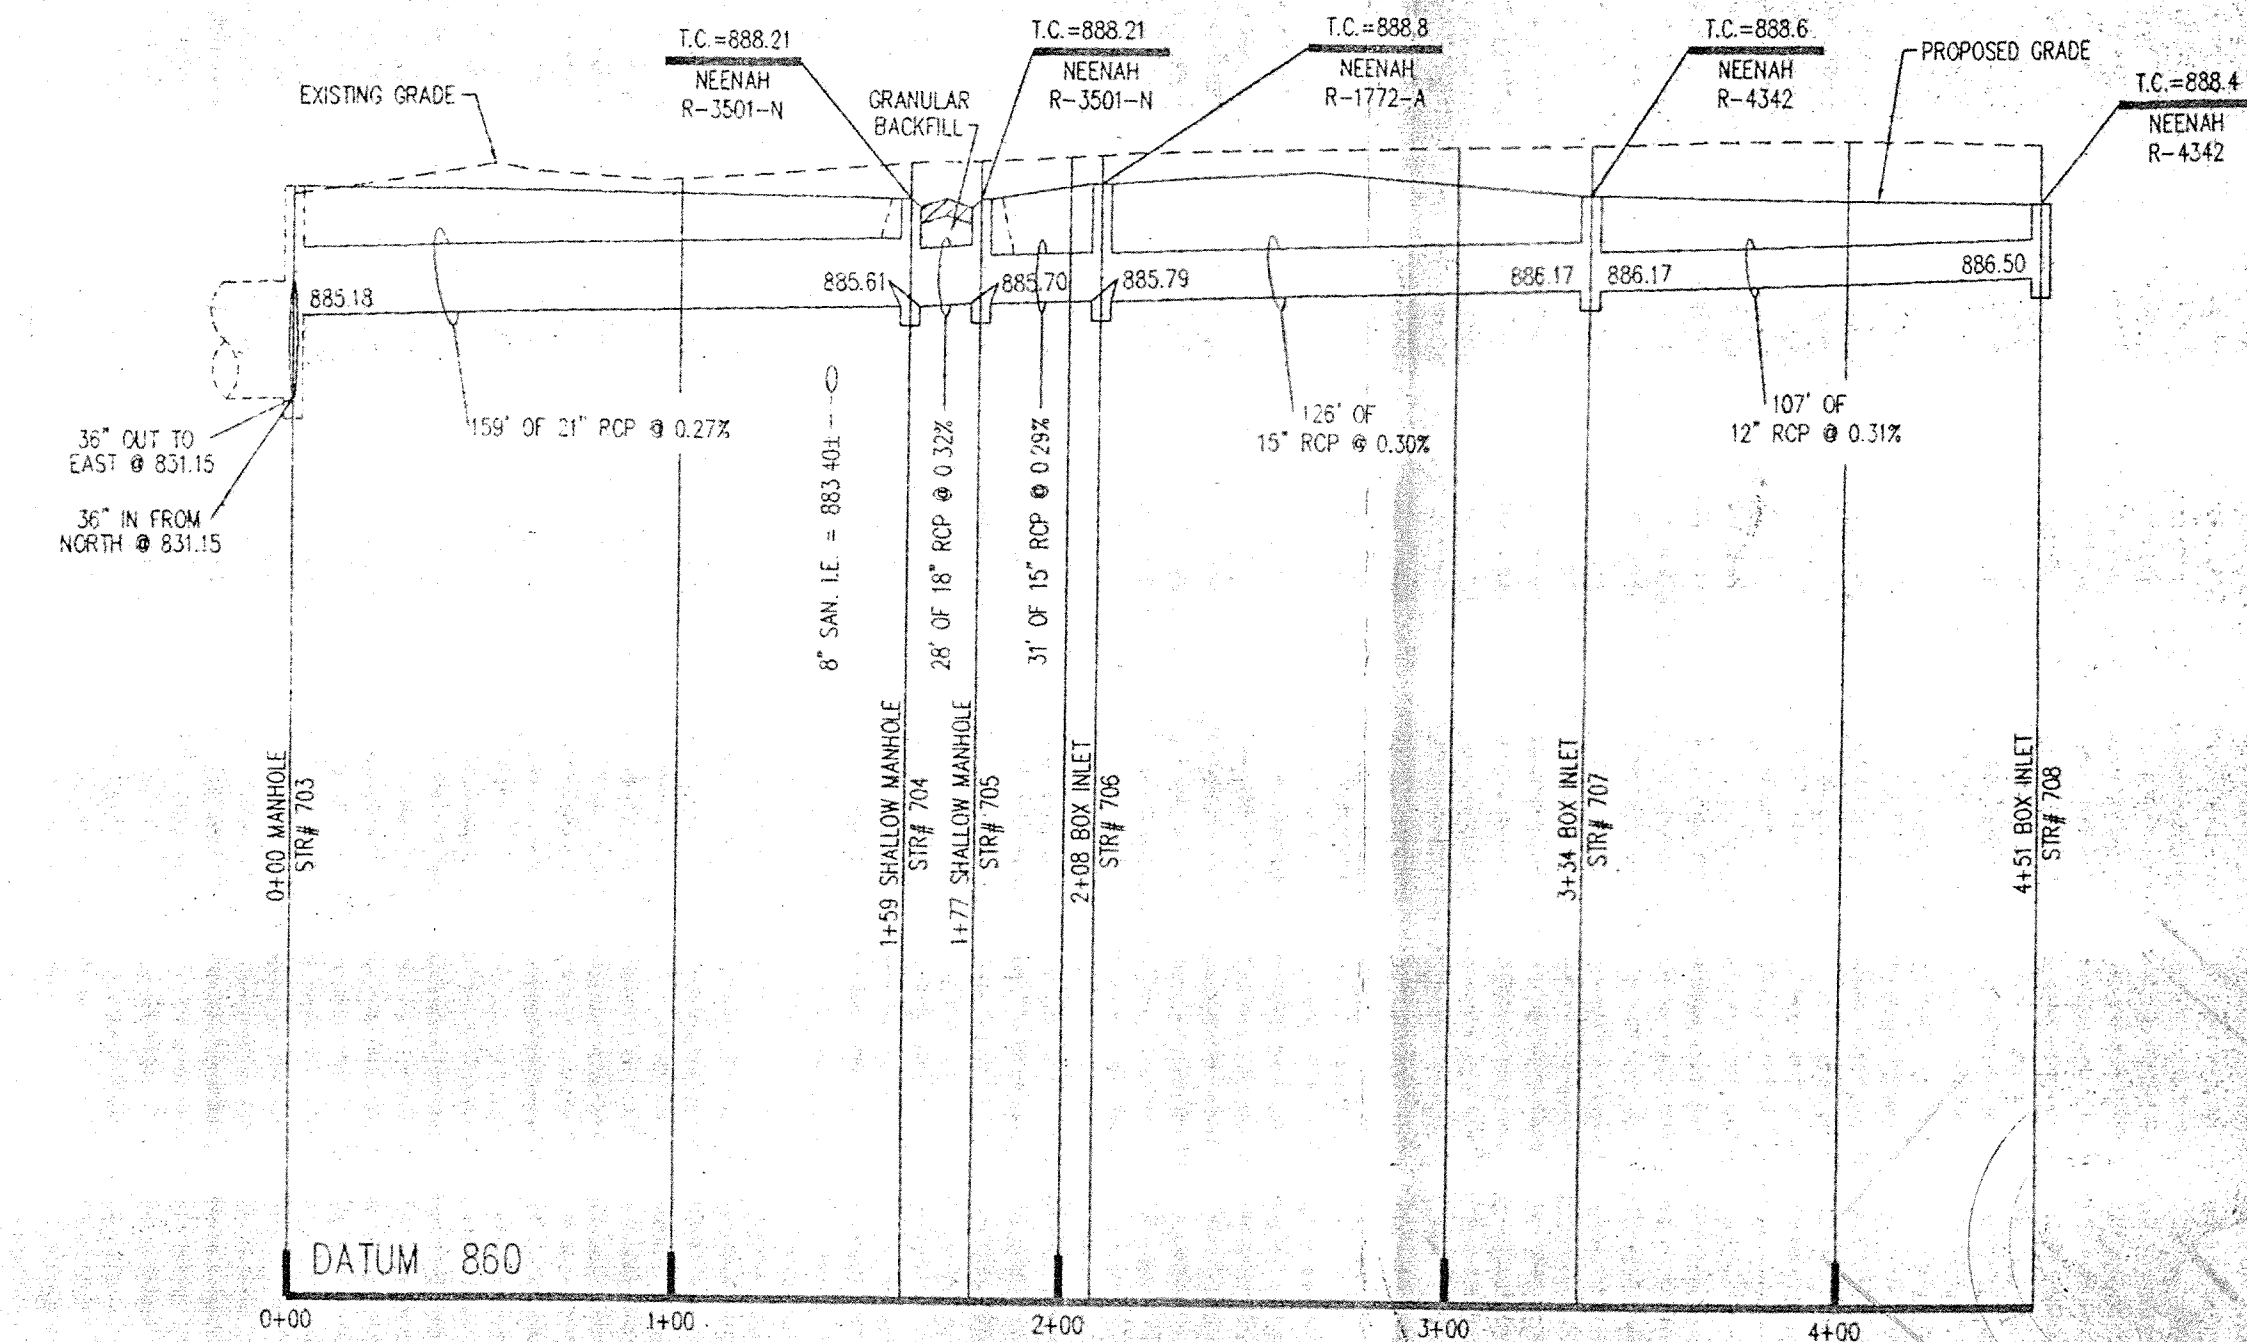 T.C.=888.21
NEENAH
R-3501-N
T.C.=888.21
NEENAH
R-3501-N
T.C.=888.8
NEENAH
R-1772-A
T.C.=888.6
NEENAH
R-4342
PROPOSED GRADE
T.C.=888.4
NEENAH
R-4342
EXISTING GRADE
GRANULAR
BACKFILL
885.18
885.61
885.70
885.79
886.17
886.17
886.50
36" OUT TO
EAST @ 831.15
36" IN FROM
NORTH @ 831.15
159' OF 21" RCP @ 0.27%
8" SAN. I.E. = 883.40±
28' OF 18" RCP @ 0.32%
31' OF 15" RCP @ 0.29%
126' OF
15" RCP @ 0.30%
107' OF
12" RCP @ 0.31%
0+00 MANHOLE
STR# 703
1+59 SHALLOW MANHOLE
STR# 704
1+77 SHALLOW MANHOLE
STR# 705
2+08 BOX INLET
STR# 706
3+34 BOX INLET
STR# 707
4+51 BOX INLET
STR# 708
DATUM 860
0+00
1+00
2+00
3+00
4+00